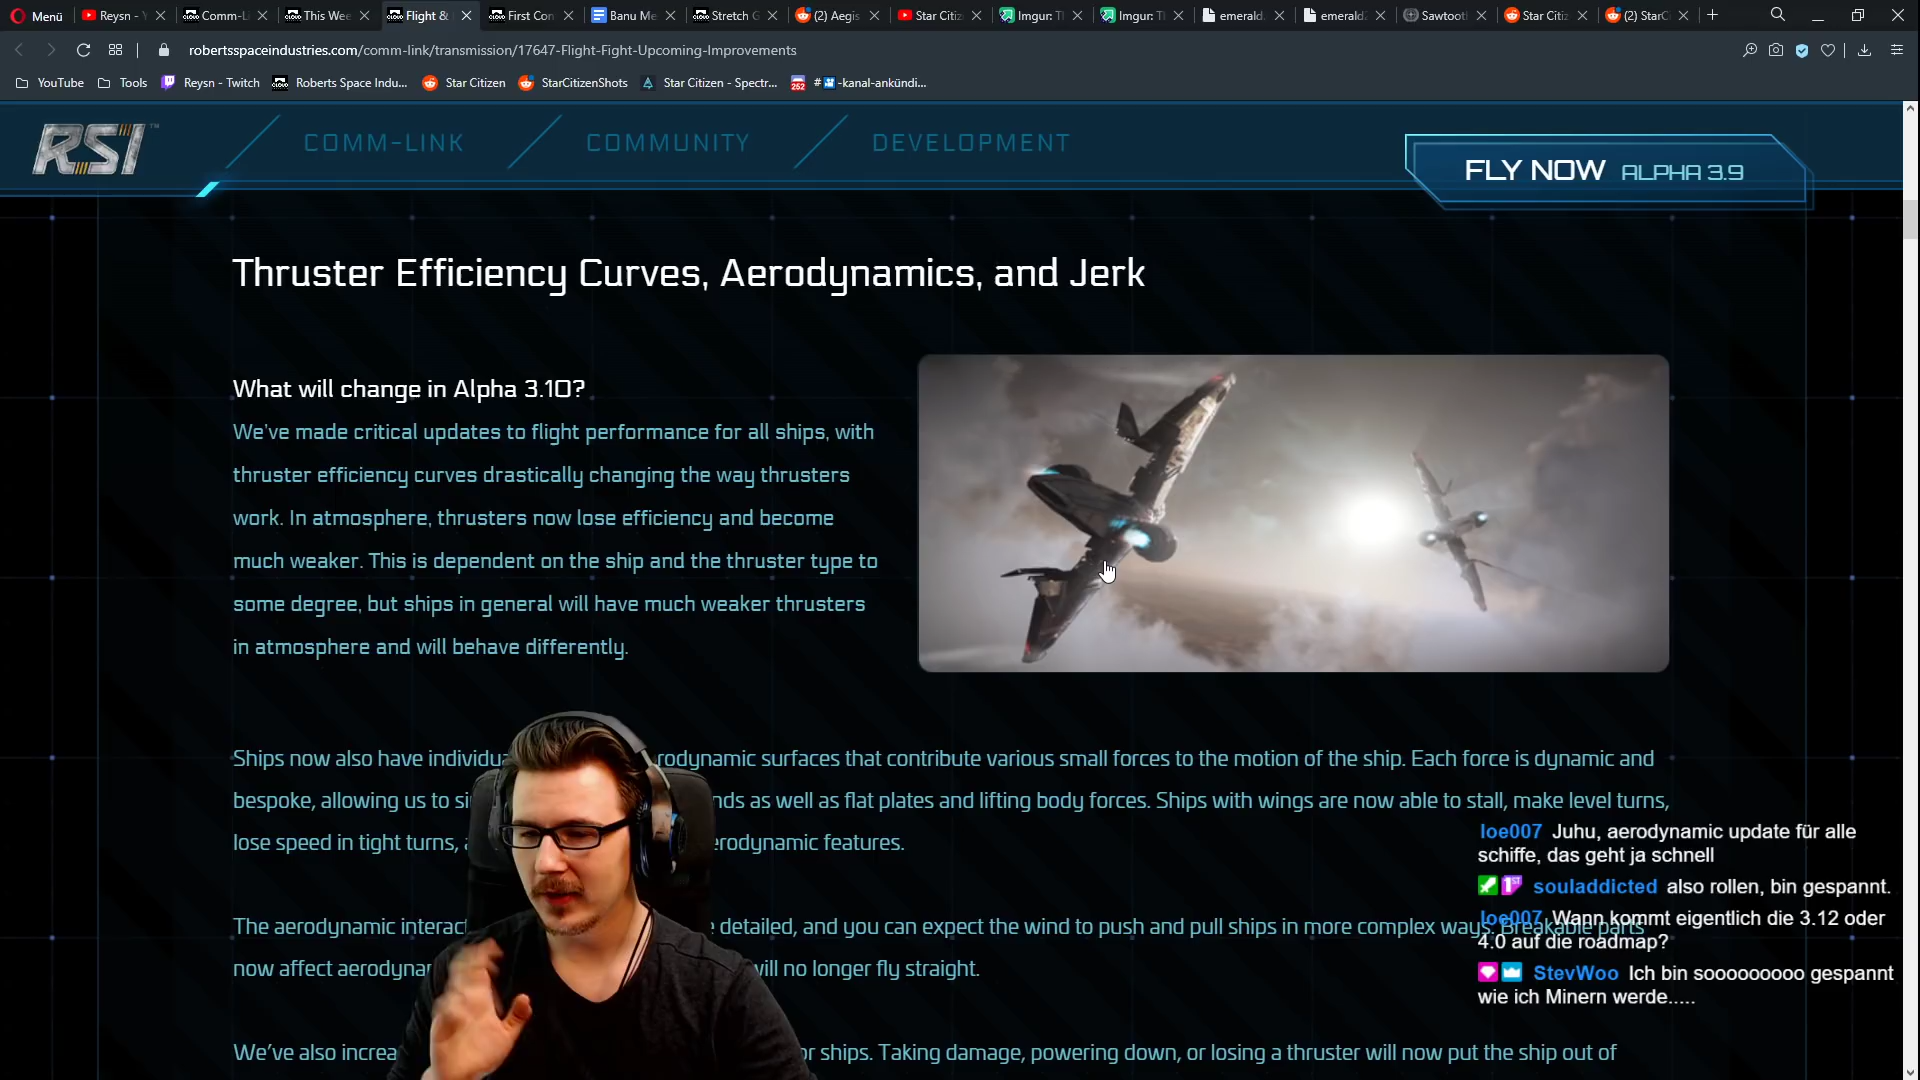 Menü
Reysn - Y
Comm-Li
This Wee
Flight &
First Con
Banu Me
Stretch G
(2) Aegis
Star Citiz
Imgur: Th
Imgur: Th
emerald.
emerald2
Sawtooth
Star Citiz
(2) StarC
robertsspaceindustries.com/comm-link/transmission/17647-Flight-Fight-Upcoming-Improvements
YouTube
Tools
Reysn - Twitch
Roberts Space Indu...
Star Citizen
StarCitizenShots
Star Citizen - Spectr...
252
#
-kanal-ankündi...
RSI
™
COMM-LINK
COMMUNITY
DEVELOPMENT
FLY NOW ALPHA 3.9
Thruster Efficiency Curves, Aerodynamics, and Jerk
What will change in Alpha 3.10?
We've made critical updates to flight performance for all ships, with
thruster efficiency curves drastically changing the way thrusters
work. In atmosphere, thrusters now lose efficiency and become
much weaker. This is dependent on the ship and the thruster type to
some degree, but ships in general will have much weaker thrusters
in atmosphere and will behave differently.
Ships now also have individu rodynamic surfaces that contribute various small forces to the motion of the ship. Each force is dynamic and
bespoke, allowing us to si nds as well as flat plates and lifting body forces. Ships with wings are now able to stall, make level turns,
lose speed in tight turns, a erodynamic features.
The aerodynamic interact e detailed, and you can expect the wind to push and pull ships in more complex ways. Breakable parts
now affect aerodynam will no longer fly straight.
We've also increa or ships. Taking damage, powering down, or losing a thruster will now put the ship out of
loe007 Juhu, aerodynamic update für alle
schiffe, das geht ja schnell
1ST
souladdicted also rollen, bin gespannt.
loe007 Wann kommt eigentlich die 3.12 oder
4.0 auf die roadmap?
StevWoo Ich bin sooooooooo gespannt
wie ich Minern werde.....